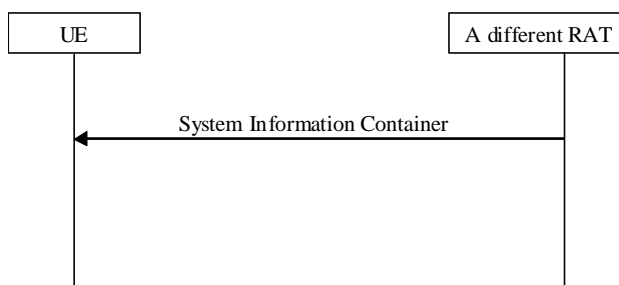 UE
A different RAT
System Information Container